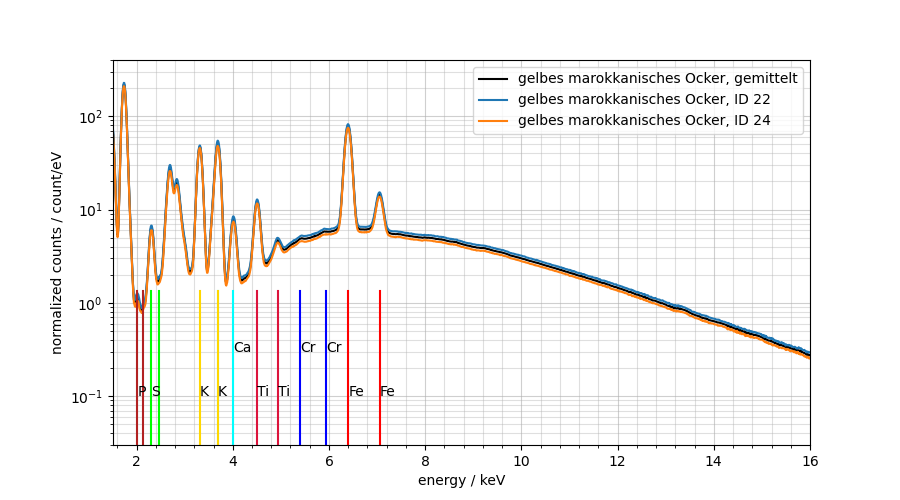 gelbes marokkanisches Ocker, gemittelt
gelbes marokkanisches Ocker, ID 22
gelbes marokkanisches Ocker, ID 24
normalized counts / count/eV
10²
10¹
10⁰
10⁻¹
Ca Cr Cr
P S K K Ti Ti Fe Fe
2 4 6 8 10 12 14 16
energy / keV